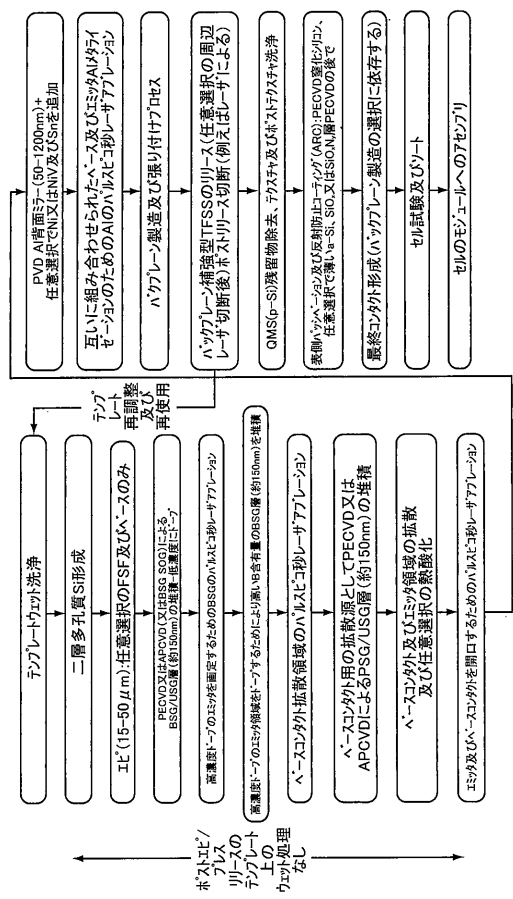 テンプレートウェット洗浄
二層多孔質Si形成
エピ(15-50μm):任意選択のFSF及びベースのみ
PECVD又はAPCVD(又はBSG SOG)による
BSG/USG層(約150nm)の堆積-低濃度にドープ
高濃度ドープのエミッタを画定するためのBSGのパルスピコ秒レーザアブレーション
高濃度ドープのエミッタ領域をドープするためにより高いB含有量のBSG層(約150nm)を堆積
ベースコンタクト拡散領域のパルスピコ秒レーザアブレーション
ベースコンタクト用の拡散源としてPECVD又は
APCVDによるPSG/USG層(約150nm)の堆積
ベースコンタクト及びエミッタ領域の拡散
及び任意選択の熱酸化
エミッタ及びベースコンタクトを開口するためのパルスピコ秒レーザアブレーション
ポストエピ/
プレス
リリースの
テンプレート
上の
ウェット処理
なし
PVD Al背面ミラー(50-1200nm)+
任意選択でNi又はNiV及びSnを追加
互いに組み合わせられたベース及びエミッタAlメタライ
ゼーションのためのAlのパルスピコ秒レーザアブレーション
バックプレーン製造及び張り付けプロセス
バックプレーン補強型TFSSのリリース(任意選択の周辺
レーザ切断後)ポストリリース切断(例えばレーザによる)
テンプレート
再調整
及び
再使用
QMS(p-Si)残留物除去、テクスチャ及びポストテクスチャ洗浄
表側パッシベーション及び反射防止コーティング(ARC):PECVD窒化シリコン、
任意選択で薄いa-Si、SiOx又はSiOxNy層PECVDの後で
最終コンタクト形成(バックプレーン製造の選択に依存する)
セル試験及びソート
セルのモジュールへのアセンブリ